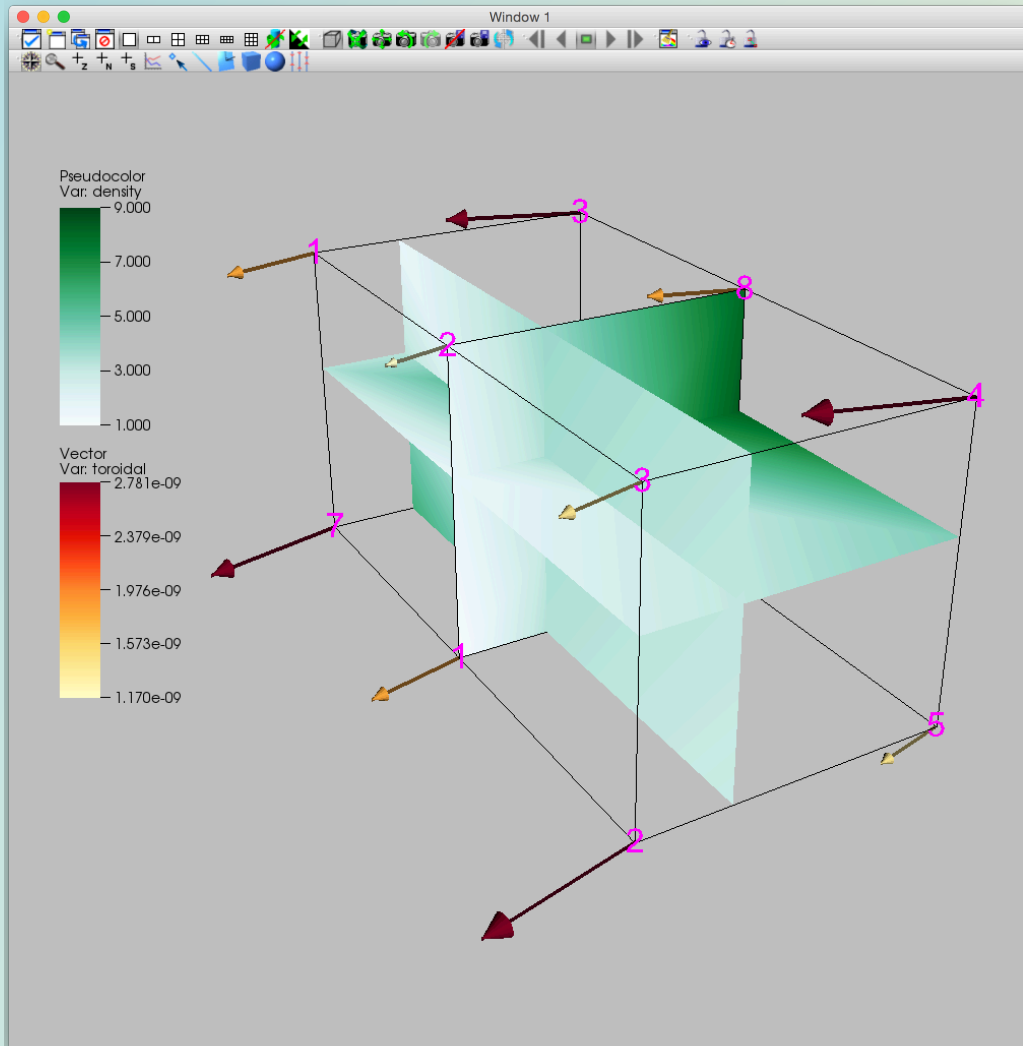 Window 1
+z +N +s
Pseudocolor
Var: density
9.000
7.000
5.000
3.000
1.000
Vector
Var: toroidal
2.781e-09
2.379e-09
1.976e-09
1.573e-09
1.170e-09
3
1
8
2
4
3
7
1
5
2